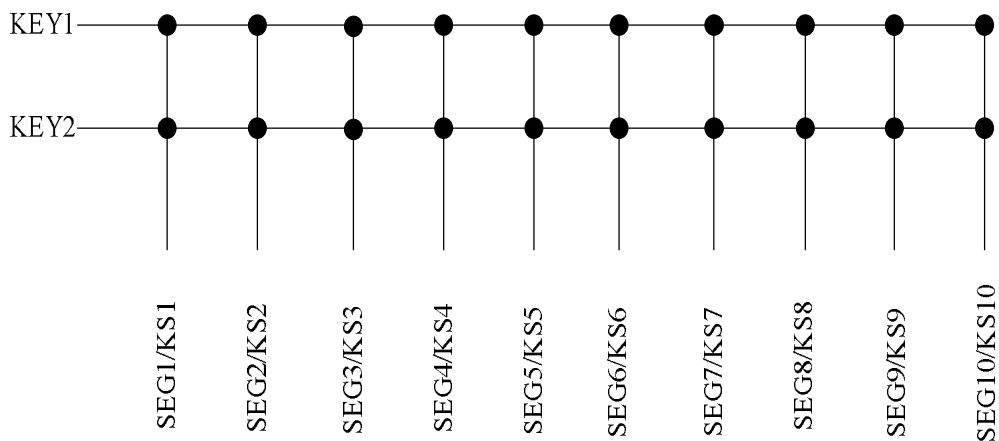 KEY1
KEY2
SEG1/KS1
SEG2/KS2
SEG3/KS3
SEG4/KS4
SEG5/KS5
SEG6/KS6
SEG7/KS7
SEG8/KS8
SEG9/KS9
SEG10/KS10